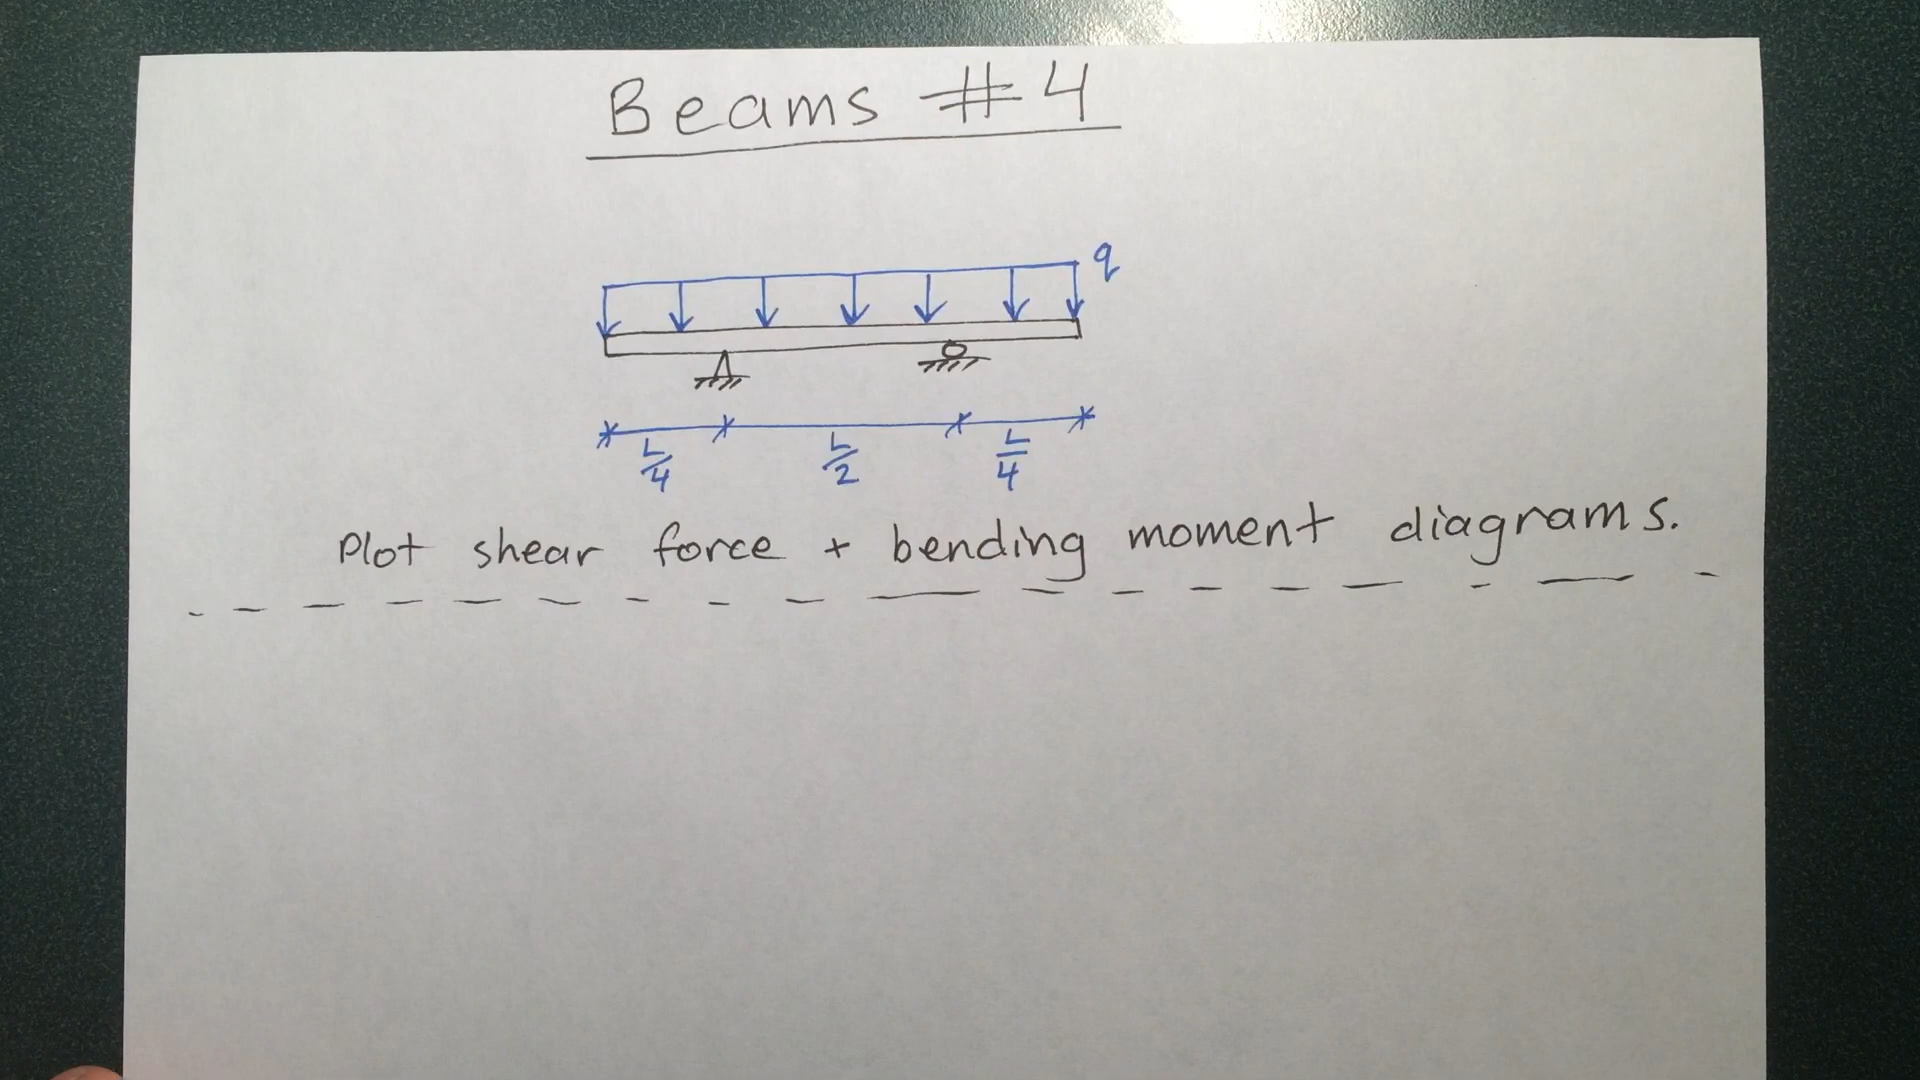 Beams #4
q
L/4 L/2 L/4
Plot shear force + bending moment diagrams.